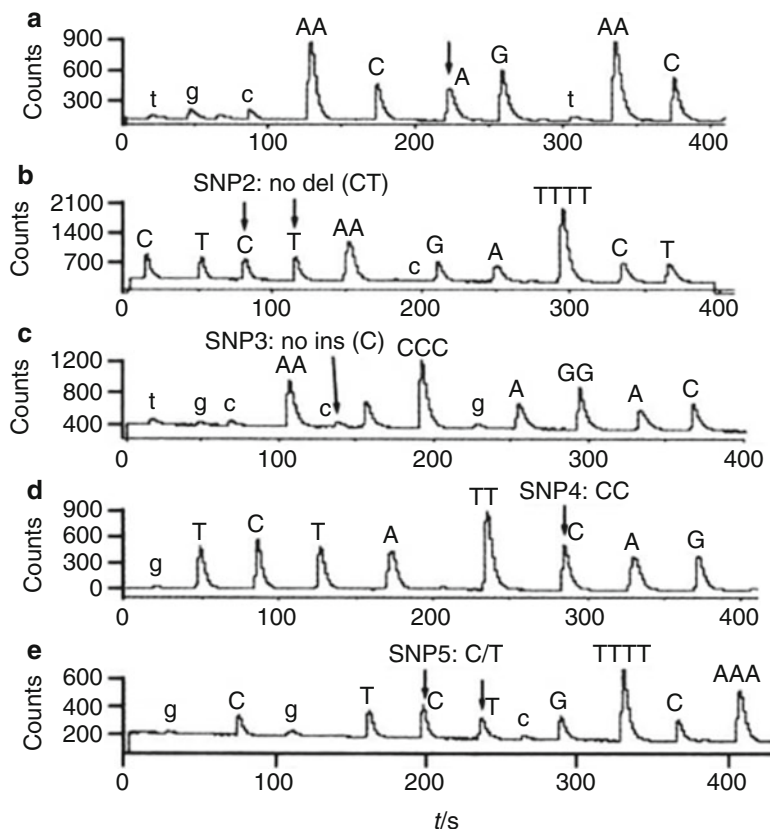 a
900
600
300
Counts
t g c AA C A G t AA C
0 100 200 300 400
b
SNP2: no del (CT)
2100
1400
700
Counts
C T C T AA c G A TTTT C T
0 100 200 300 400
c
SNP3: no ins (C)
1200
800
400
Counts
t g c AA c CCC g A GG A C
0 100 200 300 400
d
SNP4: CC
900
600
300
0
Counts
g T C T A TT C A G
0 100 200 300 400
e
SNP5: C/T
600
400
200
Counts
g C g T C T c G TTTT C AAA
0 100 200 300 400
t/s